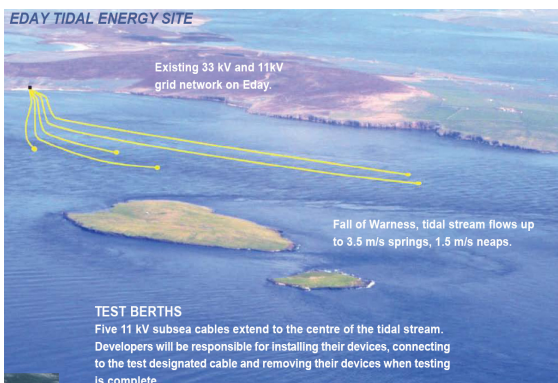 EDAY TIDAL ENERGY SITE
Existing 33 kV and 11kV
grid network on Eday.
Fall of Warness, tidal stream flows up
to 3.5 m/s springs, 1.5 m/s neaps.
TEST BERTHS
Five 11 kV subsea cables extend to the centre of the tidal stream.
Developers will be responsible for installing their devices, connecting
to the test designated cable and removing their devices when testing
is complete